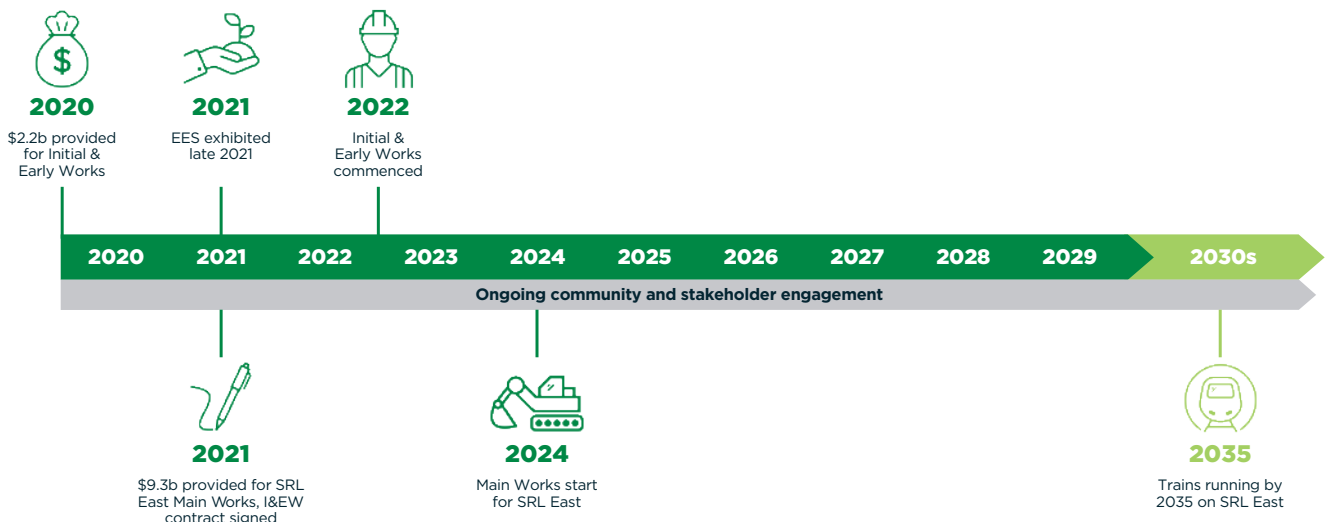 $
2020
$2.2b provided
for Initial &
Early Works
2021
EES exhibited
late 2021
2022
Initial &
Early Works
commenced
2020 2021 2022 2023 2024 2025 2026 2027 2028 2029 2030s
Ongoing community and stakeholder engagement
2021
$9.3b provided for SRL
East Main Works, I&EW
contract signed
2024
Main Works start
for SRL East
2035
Trains running by
2035 on SRL East